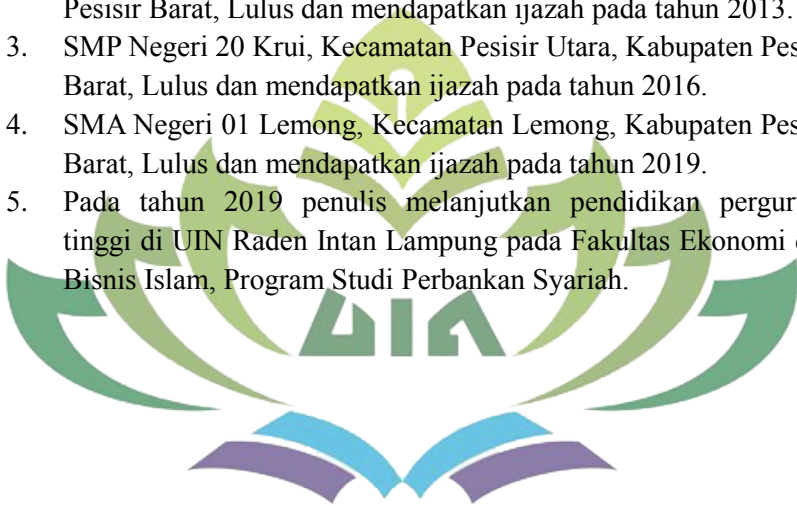 Pesisir Barat, Lulus dan mendapatkan ijazah pada tahun 2013.
3. SMP Negeri 20 Krui, Kecamatan Pesisir Utara, Kabupaten Pes
Barat, Lulus dan mendapatkan ijazah pada tahun 2016.
4. SMA Negeri 01 Lemong, Kecamatan Lemong, Kabupaten Pes
Barat, Lulus dan mendapatkan ijazah pada tahun 2019.
5. Pada tahun 2019 penulis melanjutkan pendidikan pergur
tinggi di UIN Raden Intan Lampung pada Fakultas Ekonomi
Bisnis Islam, Program Studi Perbankan Syariah.
UIN